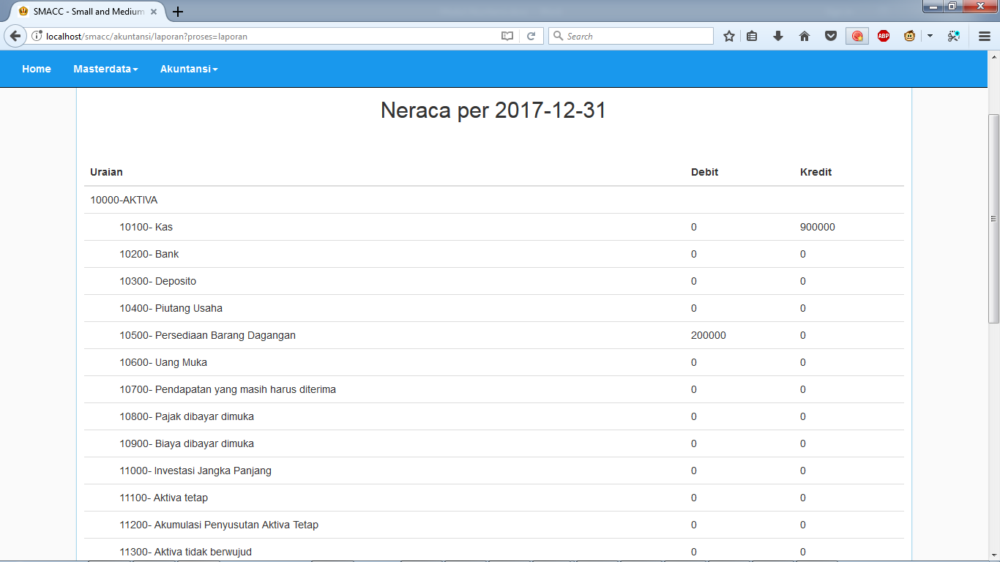 SMACC - Small and Medium
localhost/smacc/akuntansi/laporan?proses=laporan
Search
ABP
Home Masterdata Akuntansi
Neraca per 2017-12-31
Uraian Debit Kredit
10000-AKTIVA
10100- Kas 0 900000
10200- Bank 0 0
10300- Deposito 0 0
10400- Piutang Usaha 0 0
10500- Persediaan Barang Dagangan 200000 0
10600- Uang Muka 0 0
10700- Pendapatan yang masih harus diterima 0 0
10800- Pajak dibayar dimuka 0 0
10900- Biaya dibayar dimuka 0 0
11000- Investasi Jangka Panjang 0 0
11100- Aktiva tetap 0 0
11200- Akumulasi Penyusutan Aktiva Tetap 0 0
11300- Aktiva tidak berwujud 0 0